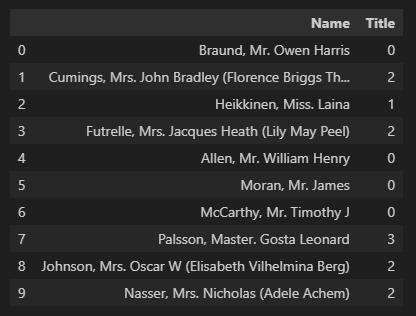 Name Title
0 Braund, Mr. Owen Harris 0
1 Cumings, Mrs. John Bradley (Florence Briggs Th... 2
2 Heikkinen, Miss. Laina 1
3 Futrelle, Mrs. Jacques Heath (Lily May Peel) 2
4 Allen, Mr. William Henry 0
5 Moran, Mr. James 0
6 McCarthy, Mr. Timothy J 0
7 Palsson, Master. Gosta Leonard 3
8 Johnson, Mrs. Oscar W (Elisabeth Vilhelmina Berg) 2
9 Nasser, Mrs. Nicholas (Adele Achem) 2